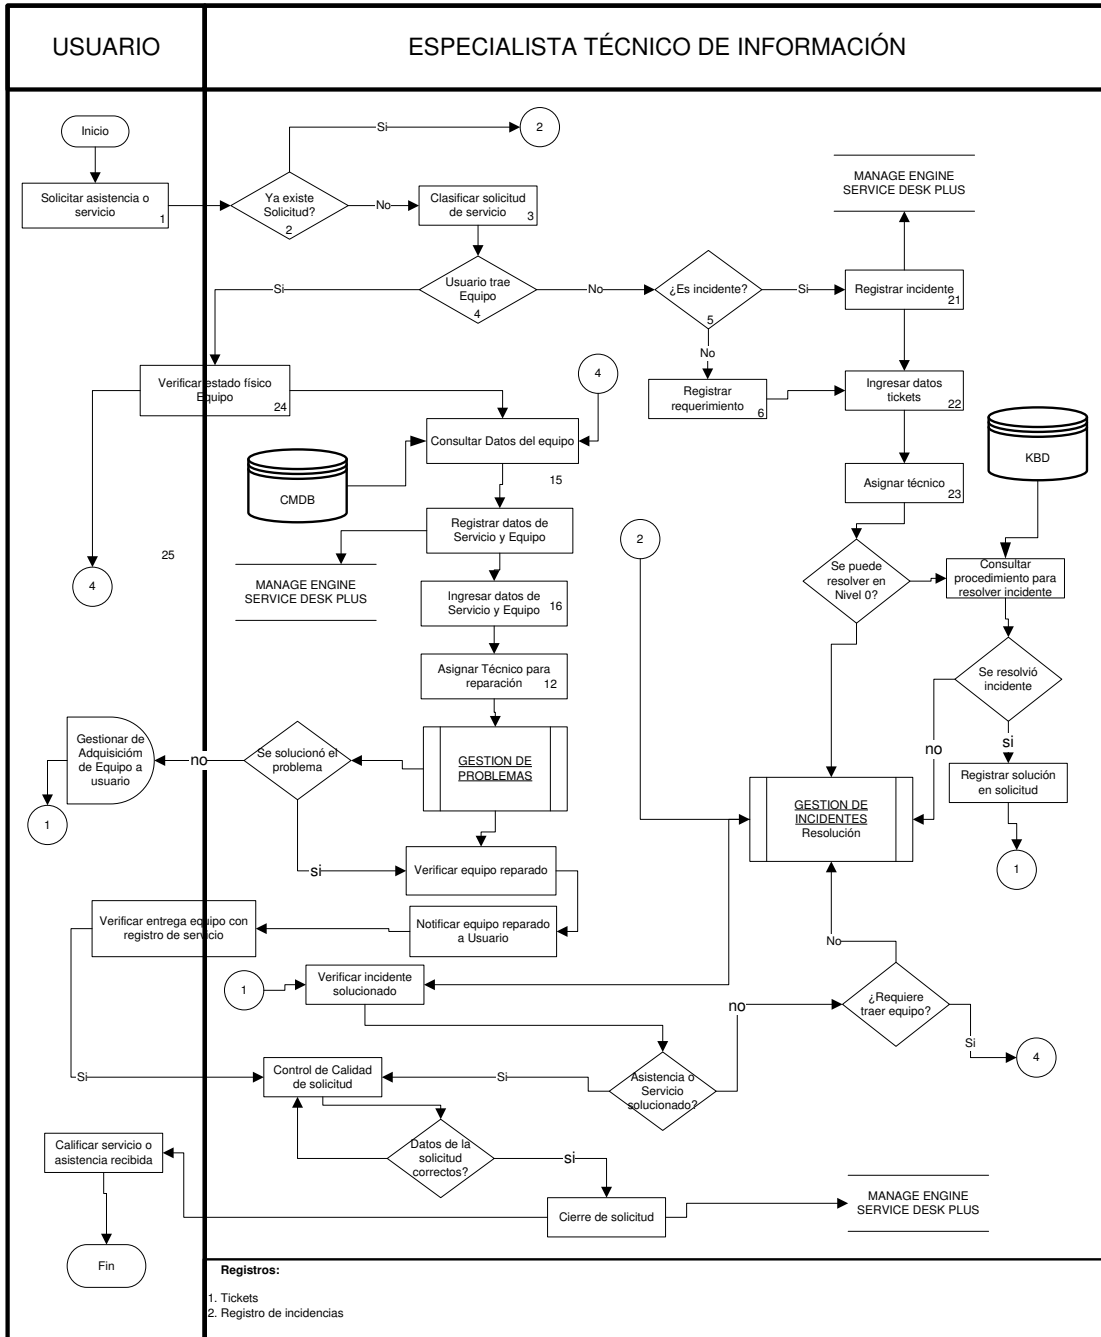 USUARIO
ESPECIALISTA TÉCNICO DE INFORMACIÓN
Inicio
Si
2
Solicitar asistencia o
servicio
1
Ya existe
Solicitud?
2
No
Clasificar solicitud
de servicio
3
MANAGE ENGINE
SERVICE DESK PLUS
Si
Usuario trae
Equipo
4
No
¿Es incidente?
5
Si
Registrar incidente
21
No
Verificar estado físico
Equipo
24
4
Registrar
requerimiento
6
Ingresar datos
tickets
22
Consultar Datos del equipo
15
CMDB
KBD
Asignar técnico
23
Registrar datos de
Servicio y Equipo
25
4
MANAGE ENGINE
SERVICE DESK PLUS
2
Se puede
resolver en
Nivel 0?
Consultar
procedimiento para
resolver incidente
Ingresar datos de
Servicio y Equipo
16
Asignar Técnico para
reparación
12
Se resolvió
incidente
Gestionar de
Adquisicióm
de Equipo a
usuario
no
Se solucionó el
problema
GESTION DE
PROBLEMAS
no
si
Registrar solución
en solicitud
1
GESTION DE
INCIDENTES
Resolución
1
si
Verificar equipo reparado
Verificar entrega equipo con
registro de servicio
Notificar equipo reparado
a Usuario
No
1
Verificar incidente
solucionado
no
¿Requiere
traer equipo?
Si
4
Si
Control de Calidad
de solicitud
Si
Asistencia o
Servicio
solucionado?
Calificar servicio o
asistencia recibida
Datos de la
solicitud
correctos?
si
Cierre de solicitud
MANAGE ENGINE
SERVICE DESK PLUS
Fin
Registros:
1. Tickets
2. Registro de incidencias